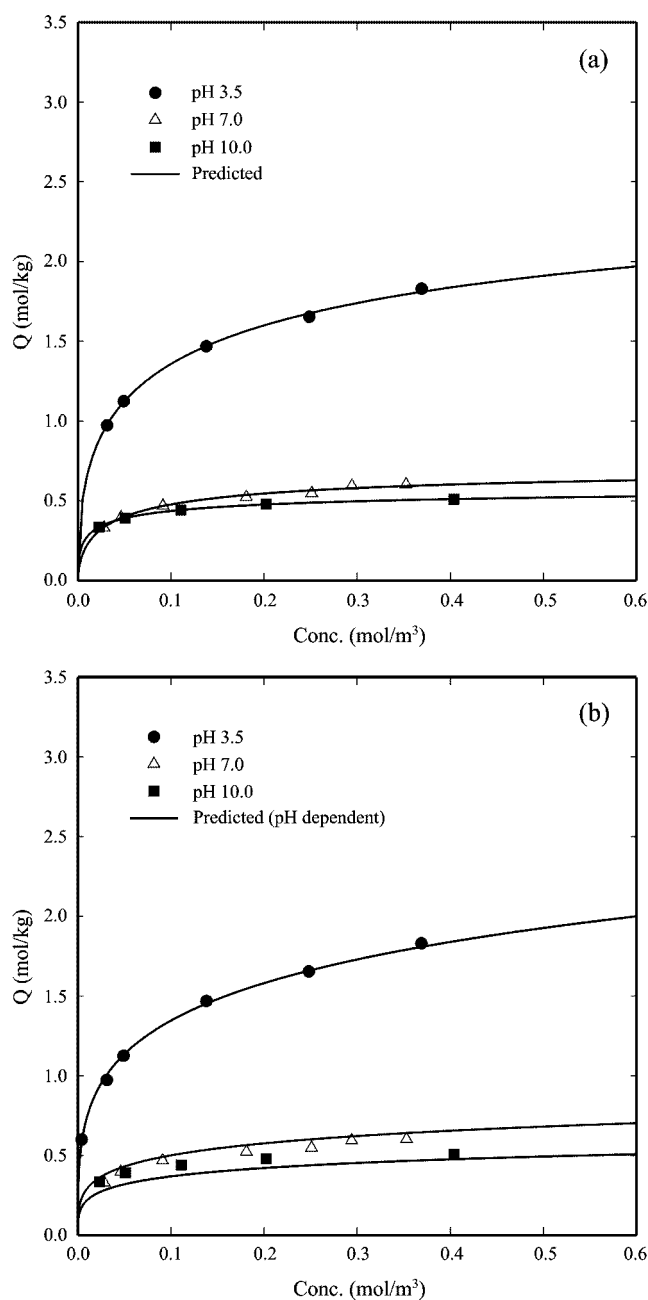 (a)
pH 3.5
pH 7.0
pH 10.0
Predicted
Q (mol/kg)
3.5
3.0
2.5
2.0
1.5
1.0
0.5
0.0
0.0 0.1 0.2 0.3 0.4 0.5 0.6
Conc. (mol/m³)
(b)
pH 3.5
pH 7.0
pH 10.0
Predicted (pH dependent)
Q (mol/kg)
3.5
3.0
2.5
2.0
1.5
1.0
0.5
0.0
0.0 0.1 0.2 0.3 0.4 0.5 0.6
Conc. (mol/m³)